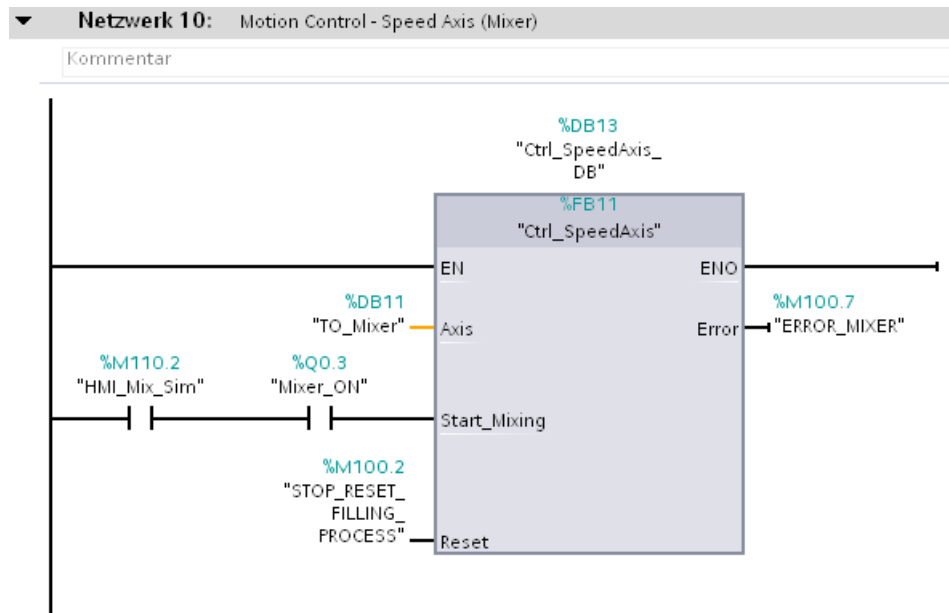 Netzwerk 10: Motion Control - Speed Axis (Mixer)
Kommentar
%DB13
"Ctrl_SpeedAxis_
DB"
%FB11
"Ctrl_SpeedAxis"
EN
ENO
%DB11
"TO_Mixer"
Axis
%M100.7
Error
"ERROR_MIXER"
%M110.2
"HMI_Mix_Sim"
%Q0.3
"Mixer_ON"
Start_Mixing
%M100.2
"STOP_RESET_
FILLING_
PROCESS"
Reset